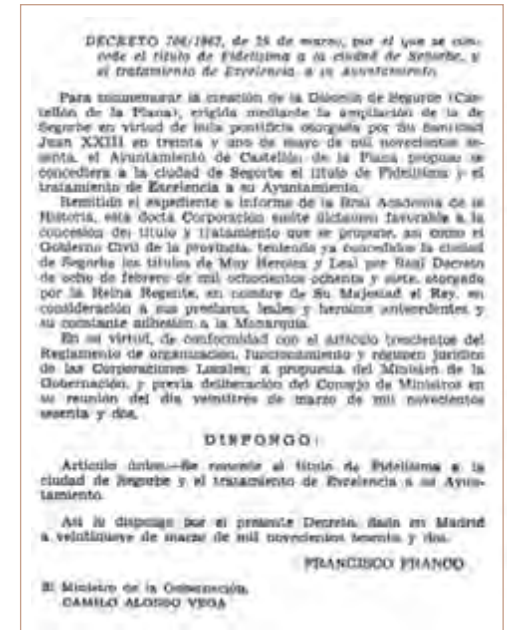 DECRETO 706/1962, de 29 de marzo, por el que se con-
cede el título de Fidelísima a la ciudad de Segorbe, y
el tratamiento de Excelencia a su Ayuntamiento.
Para conmemorar la creación de la Diócesis de Segorbe (Cas-
tellón de la Plana), erigida mediante la ampliación de la de
Segorbe en virtud de bula pontificia otorgada por Su Santidad
Juan XXIII en treinta y uno de mayo de mil novecientos se-
senta, el Ayuntamiento de Castellón de la Plana propuso se
concediera a la ciudad de Segorbe el título de Fidelísima y el
tratamiento de Excelencia a su Ayuntamiento.
Remitido el expediente a informe de la Real Academia de la
Historia, esta docta Corporación emite dictamen favorable a la
concesión del título y tratamiento que se propone, así como el
Gobierno Civil de la provincia, teniendo ya concedidos la ciudad
de Segorbe los títulos de Muy Heroica y Leal por Real Decreto
de ocho de febrero de mil ochocientos ochenta y siete, otorgado
por la Reina Regente, en nombre de Su Majestad el Rey, en
consideración a sus preclaros, leales y heroicos antecedentes y
su constante adhesión a la Monarquía.
En su virtud, de conformidad con el artículo trescientos del
Reglamento de organización, funcionamiento y régimen jurídico
de las Corporaciones Locales; a propuesta del Ministro de la
Gobernación, y previa deliberación del Consejo de Ministros en
su reunión del día veintitrés de marzo de mil novecientos
sesenta y dos,
DISPONGO:
Artículo único.—Se concede el título de Fidelísima a la
ciudad de Segorbe y el tratamiento de Excelencia a su Ayun-
tamiento.
Así lo dispongo por el presente Decreto, dado en Madrid
a veintinueve de marzo de mil novecientos sesenta y dos.
FRANCISCO FRANCO
El Ministro de la Gobernación,
CAMILO ALONSO VEGA